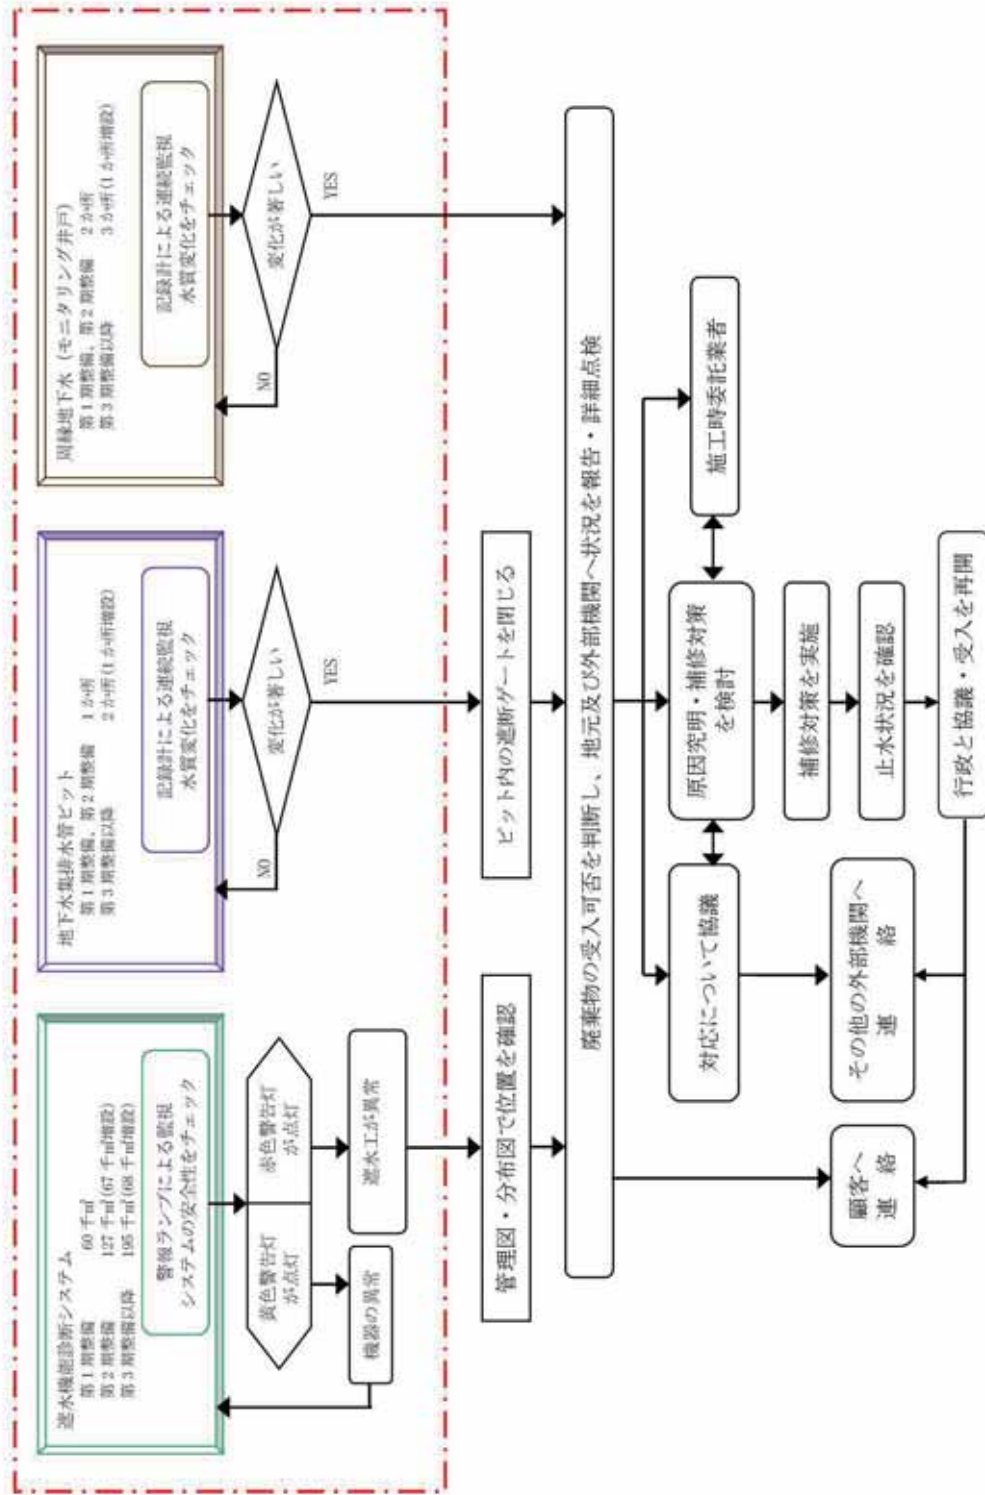 遮水機能診断システム
第1期整備 60千㎡
第2期整備 127千㎡(67千㎡増設)
第3期整備以降 195千㎡(68千㎡増設)
警報ランプによる監視
システムの安全性をチェック
黄色警告灯
が点灯
赤色警告灯
が点灯
機器の異常
遮水工が異常
管理図・分布図で位置を確認
地下水集排水管ピット
第1期整備、第2期整備 1か所
第3期整備以降 2か所(1か所増設)
記録計による連続監視
水質変化をチェック
変化が著しい
NO
YES
ピット内の遮断ゲートを閉じる
周縁地下水(モニタリング井戸)
第1期整備、第2期整備 2か所
第3期整備以降 3か所(1か所増設)
記録計による連続監視
水質変化をチェック
変化が著しい
NO
YES
廃棄物の受入可否を判断し、地元及び外部機関へ状況を報告・詳細点検
対応について協議
原因究明・補修対策
を検討
施工時委託業者
補修対策を実施
止水状況を確認
顧客へ
連 絡
その他の外部機関へ
連 絡
行政と協議・受入を再開